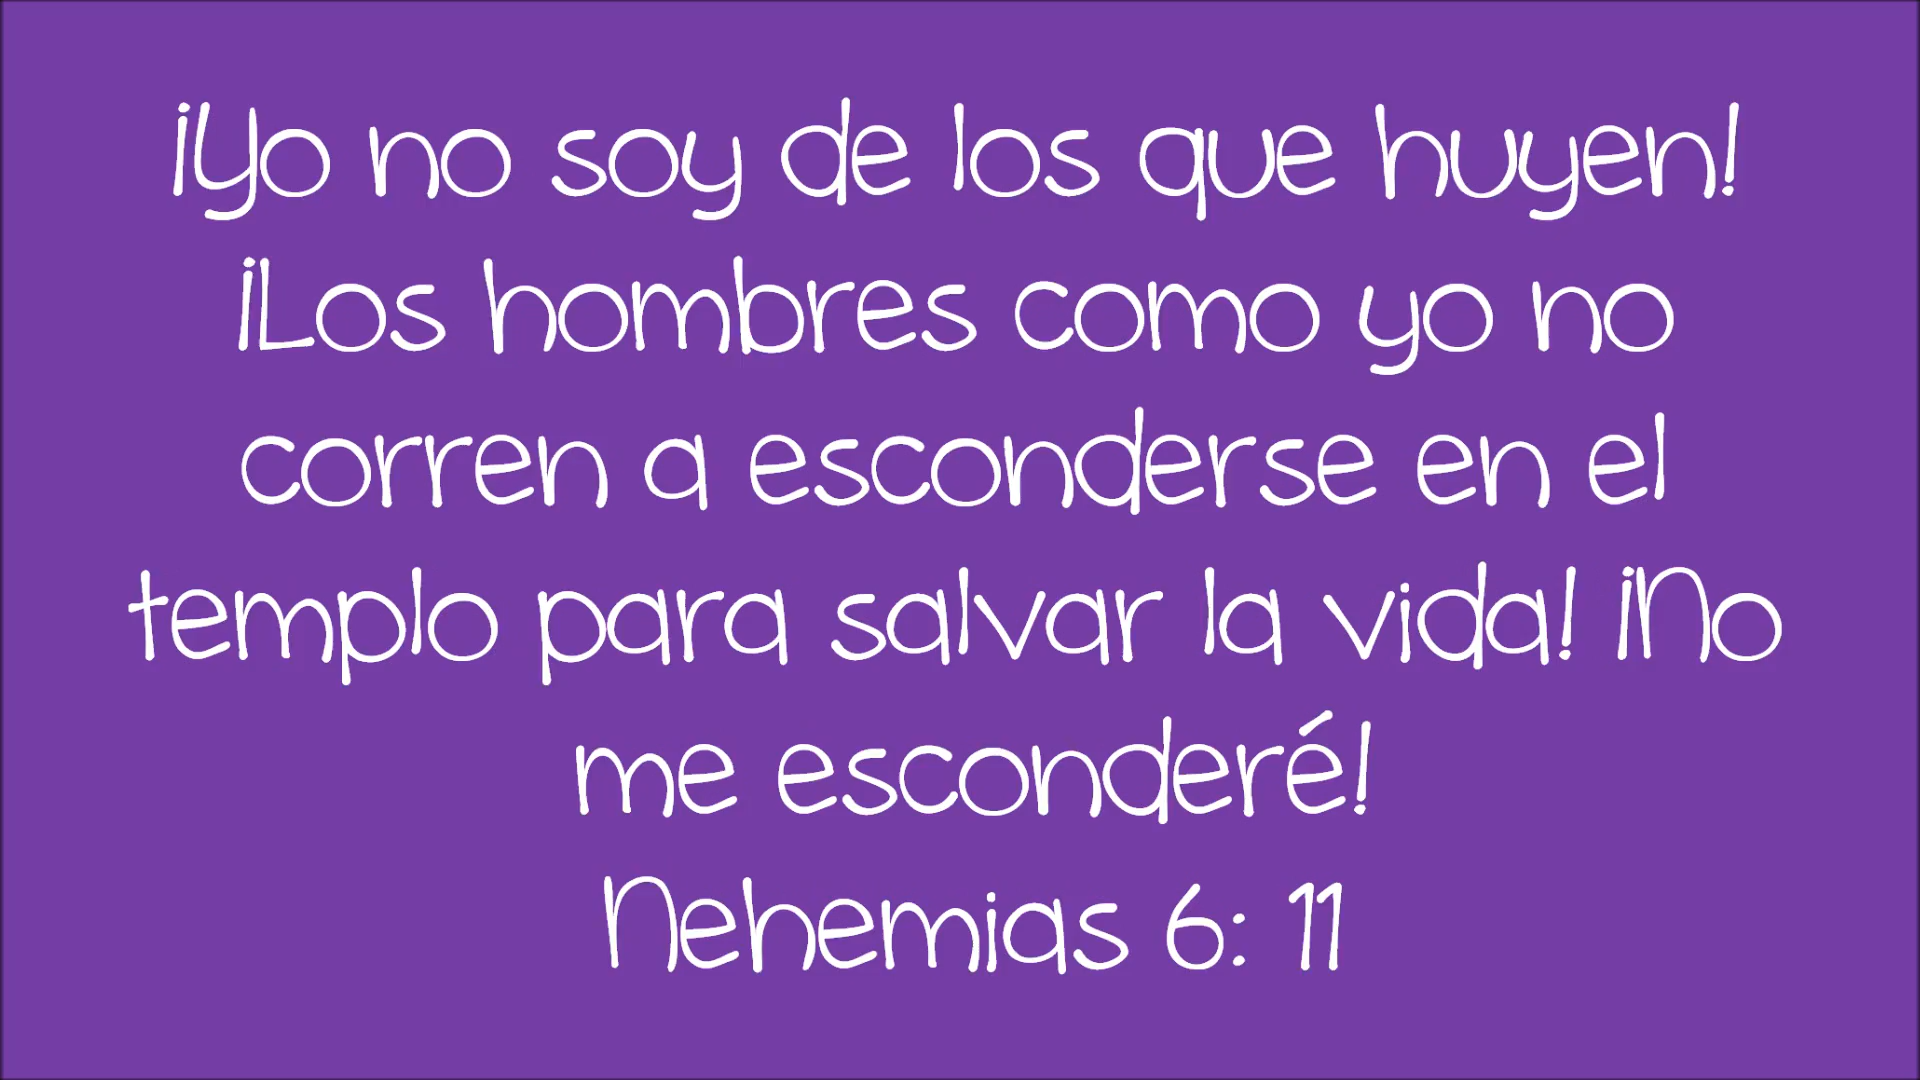 ¡Yo no soy de los que huyen!
¡Los hombres como yo no
corren a esconderse en el
templo para salvar la vida! ¡No
me esconderé!
Nehemias 6: 11